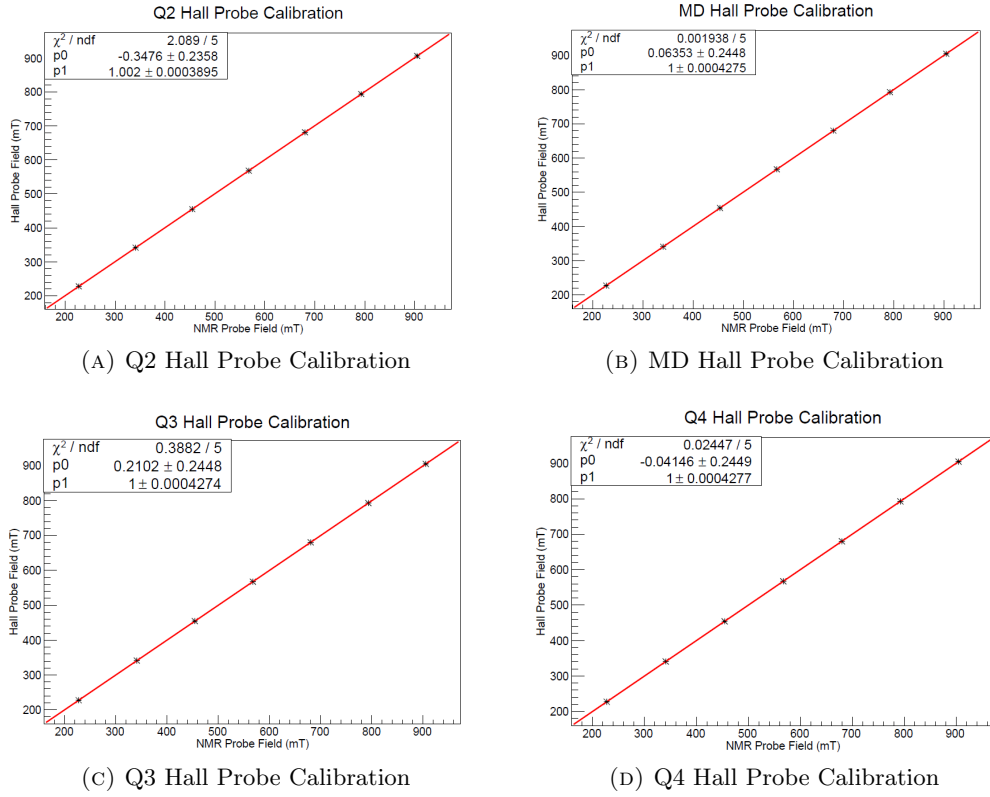 Q2 Hall Probe Calibration
χ² / ndf 2.089 / 5
p0 -0.3476 ± 0.2358
p1 1.002 ± 0.0003895
Hall Probe Field (mT)
900
800
700
600
500
400
300
200
200 300 400 500 600 700 800 900
NMR Probe Field (mT)
(A) Q2 Hall Probe Calibration
MD Hall Probe Calibration
χ² / ndf 0.001938 / 5
p0 0.06353 ± 0.2448
p1 1 ± 0.0004275
Hall Probe Field (mT)
900
800
700
600
500
400
300
200
200 300 400 500 600 700 800 900
NMR Probe Field (mT)
(B) MD Hall Probe Calibration
Q3 Hall Probe Calibration
χ² / ndf 0.3882 / 5
p0 0.2102 ± 0.2448
p1 1 ± 0.0004274
Hall Probe Field (mT)
900
800
700
600
500
400
300
200
200 300 400 500 600 700 800 900
NMR Probe Field (mT)
(C) Q3 Hall Probe Calibration
Q4 Hall Probe Calibration
χ² / ndf 0.02447 / 5
p0 -0.04146 ± 0.2449
p1 1 ± 0.0004277
Hall Probe Field (mT)
900
800
700
600
500
400
300
200
200 300 400 500 600 700 800 900
NMR Probe Field (mT)
(D) Q4 Hall Probe Calibration